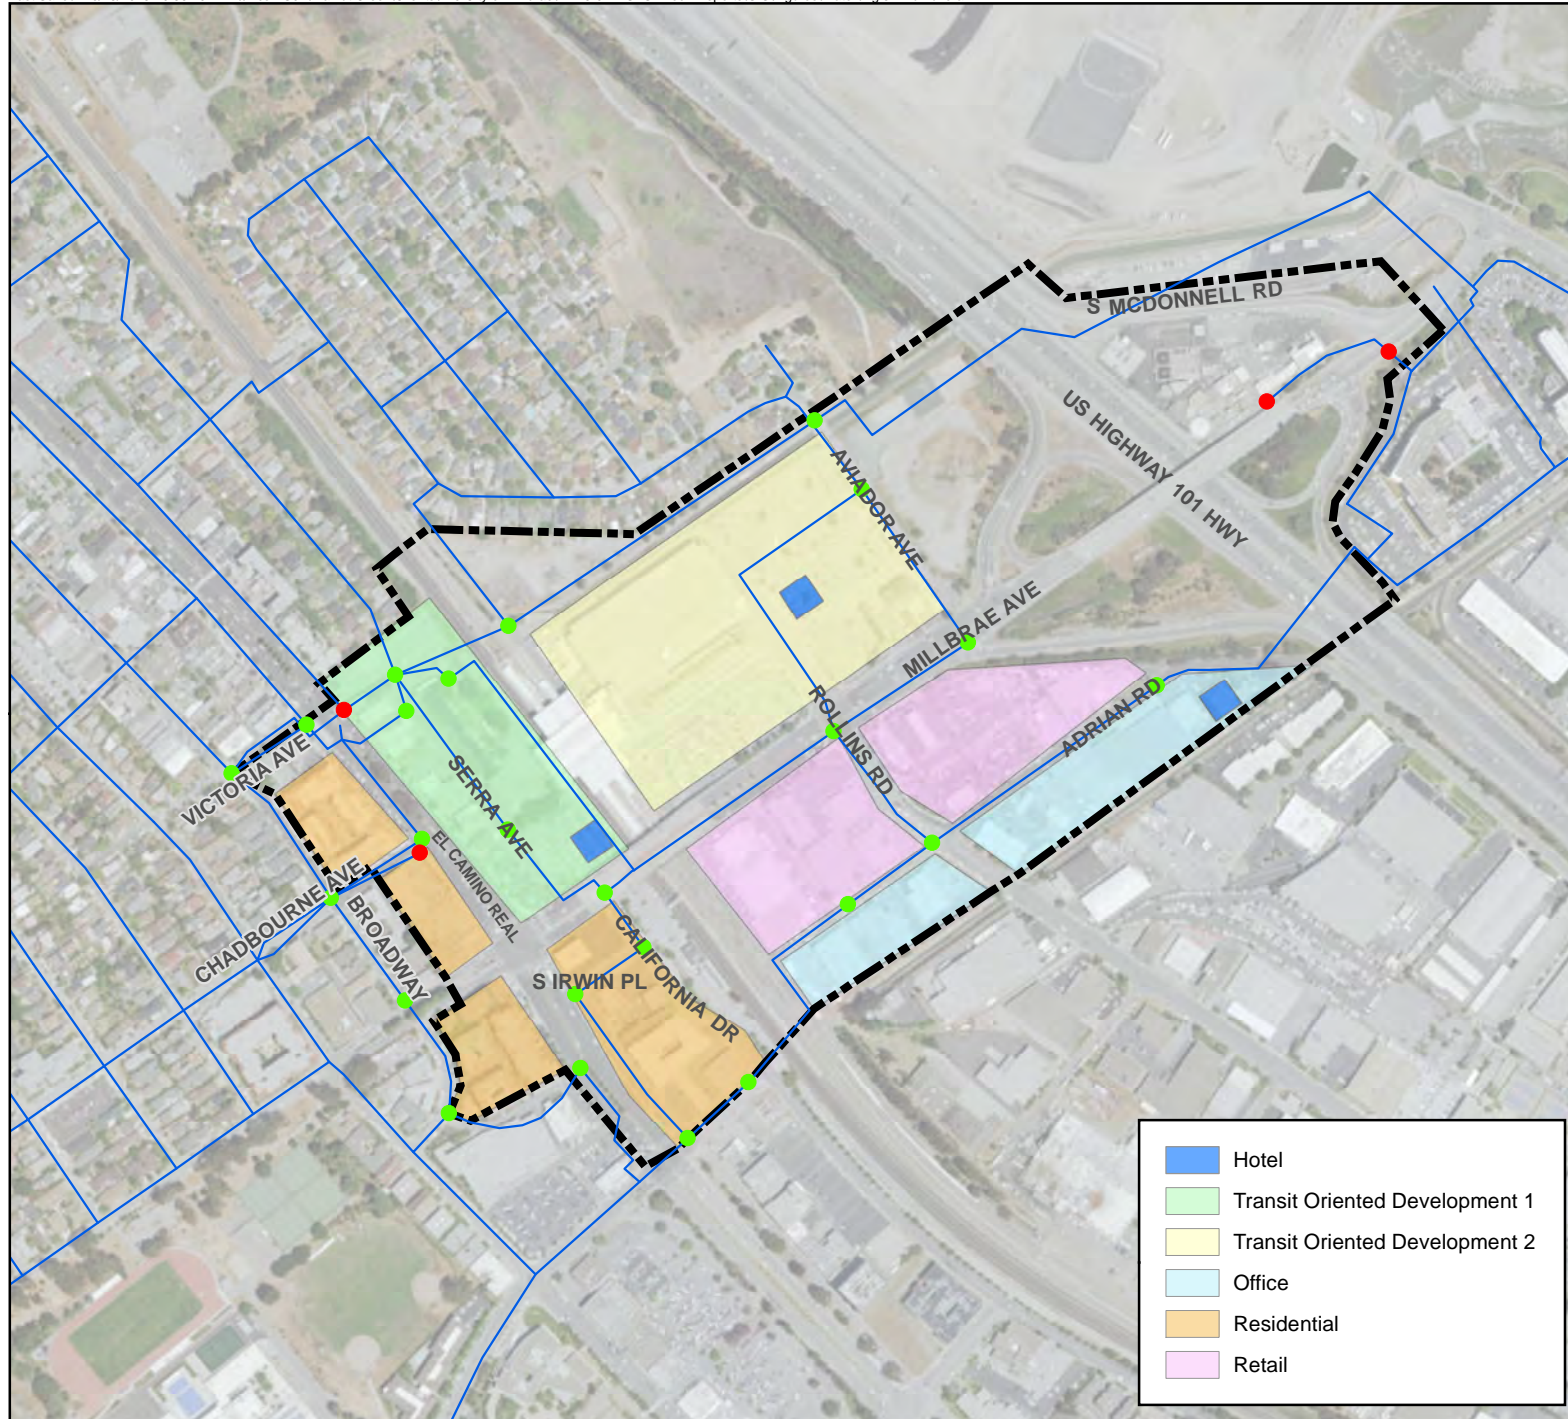 S MCDONNELL RD
US HIGHWAY 101 HWY
AVIADOR AVE
MILLBRAE AVE
ROLLINS RD
ADRIAN RD
VICTORIA AVE
SERRA AVE
EL CAMINO REAL
CHADBOURNE AVE
BROADWAY
CALIFORNIA DR
S IRWIN PL
Hotel
Transit Oriented Development 1
Transit Oriented Development 2
Office
Residential
Retail